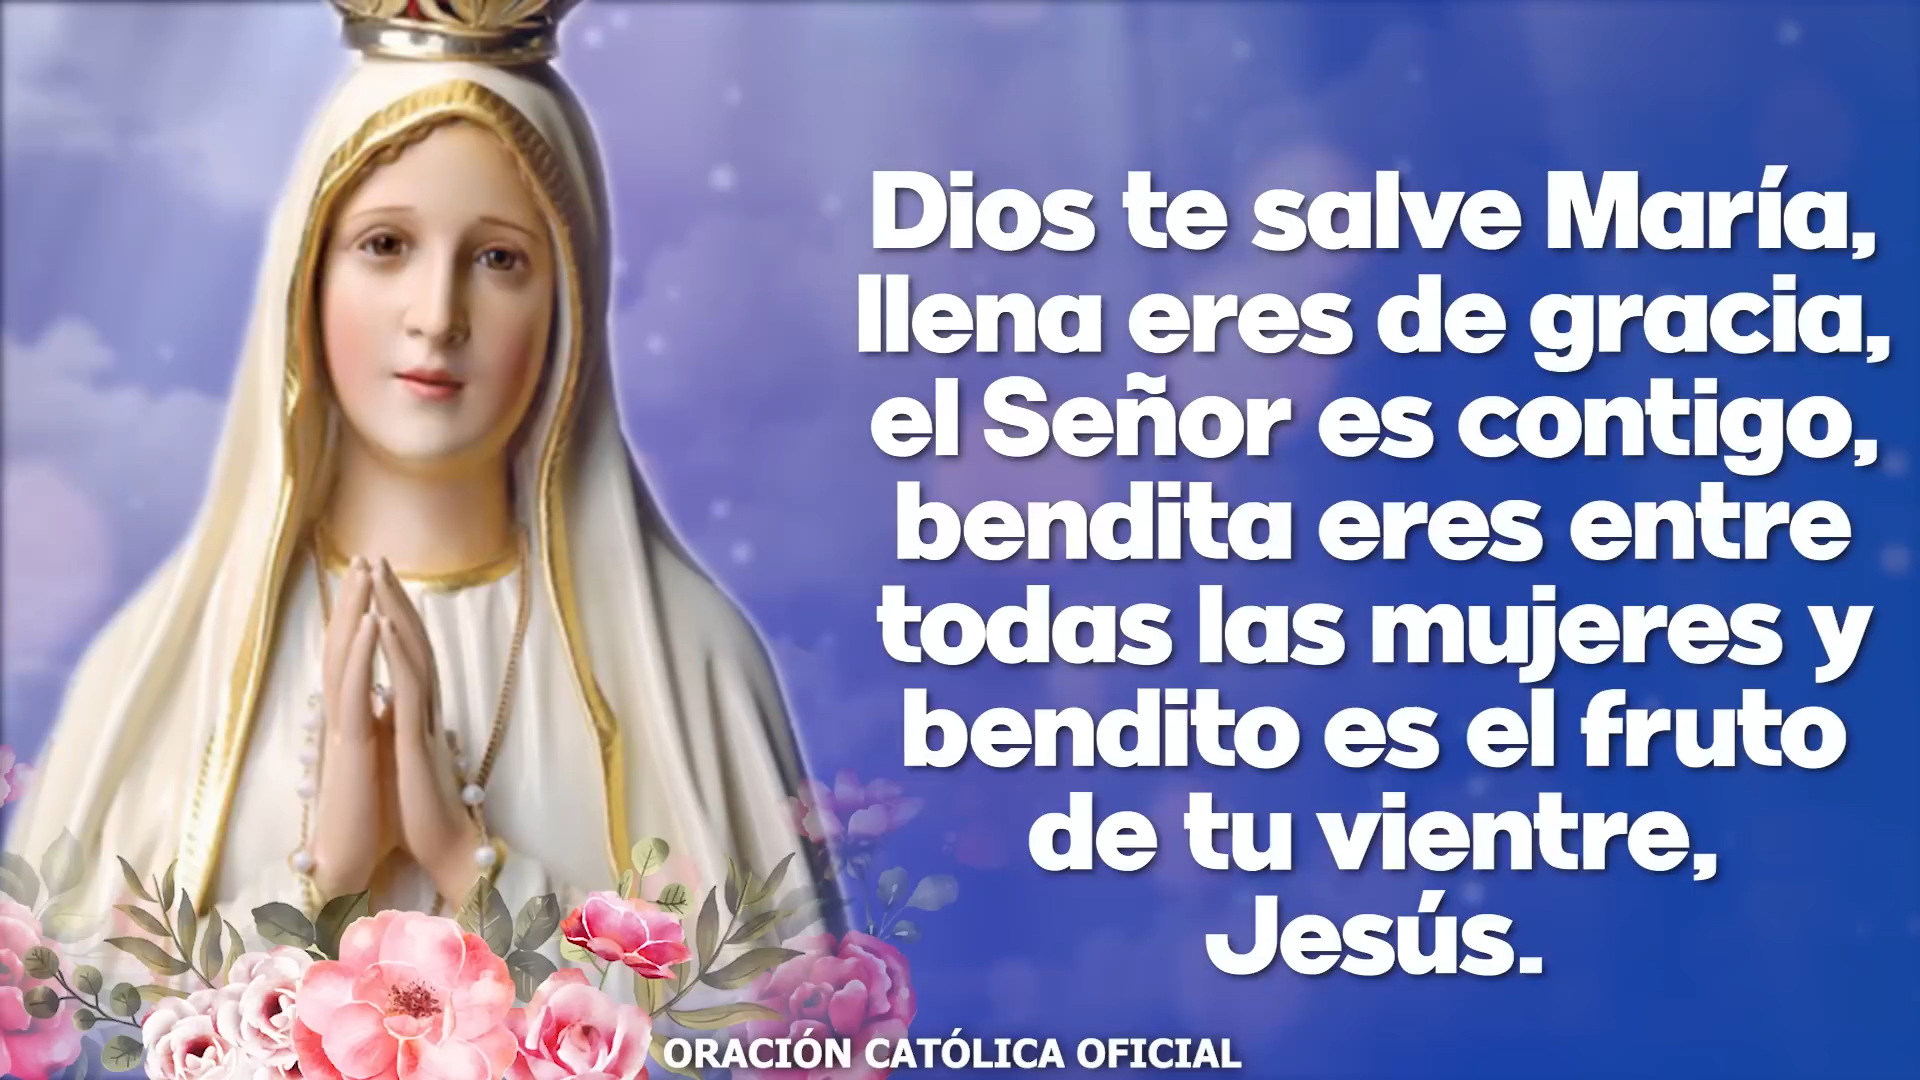 Dios te salve María,
llena eres de gracia,
el Señor es contigo,
bendita eres entre
todas las mujeres y
bendito es el fruto
de tu vientre,
Jesús.
ORACIÓN CATÓLICA OFICIAL